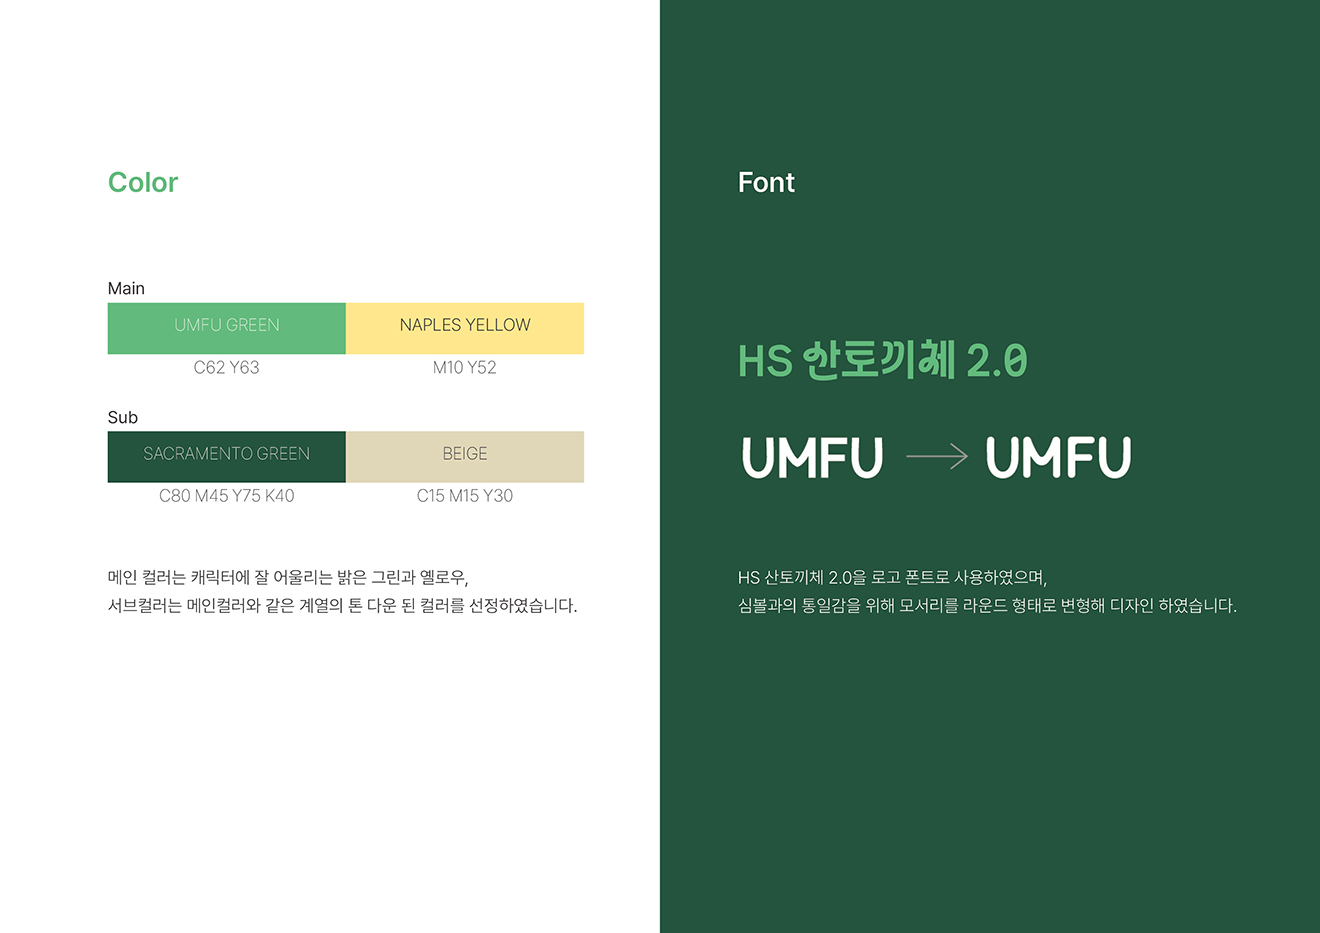 Color
Main
UMFU GREEN
NAPLES YELLOW
C62 Y63
M10 Y52
Sub
SACRAMENTO GREEN
BEIGE
C80 M45 Y75 K40
C15 M15 Y30
메인 컬러는 캐릭터에 잘 어울리는 밝은 그린과 옐로우,
서브컬러는 메인컬러와 같은 계열의 톤 다운 된 컬러를 선정하였습니다.
Font
HS 산토끼체 2.0
UMFU → UMFU
HS 산토끼체 2.0을 로고 폰트로 사용하였으며,
심볼과의 통일감을 위해 모서리를 라운드 형태로 변형해 디자인 하였습니다.